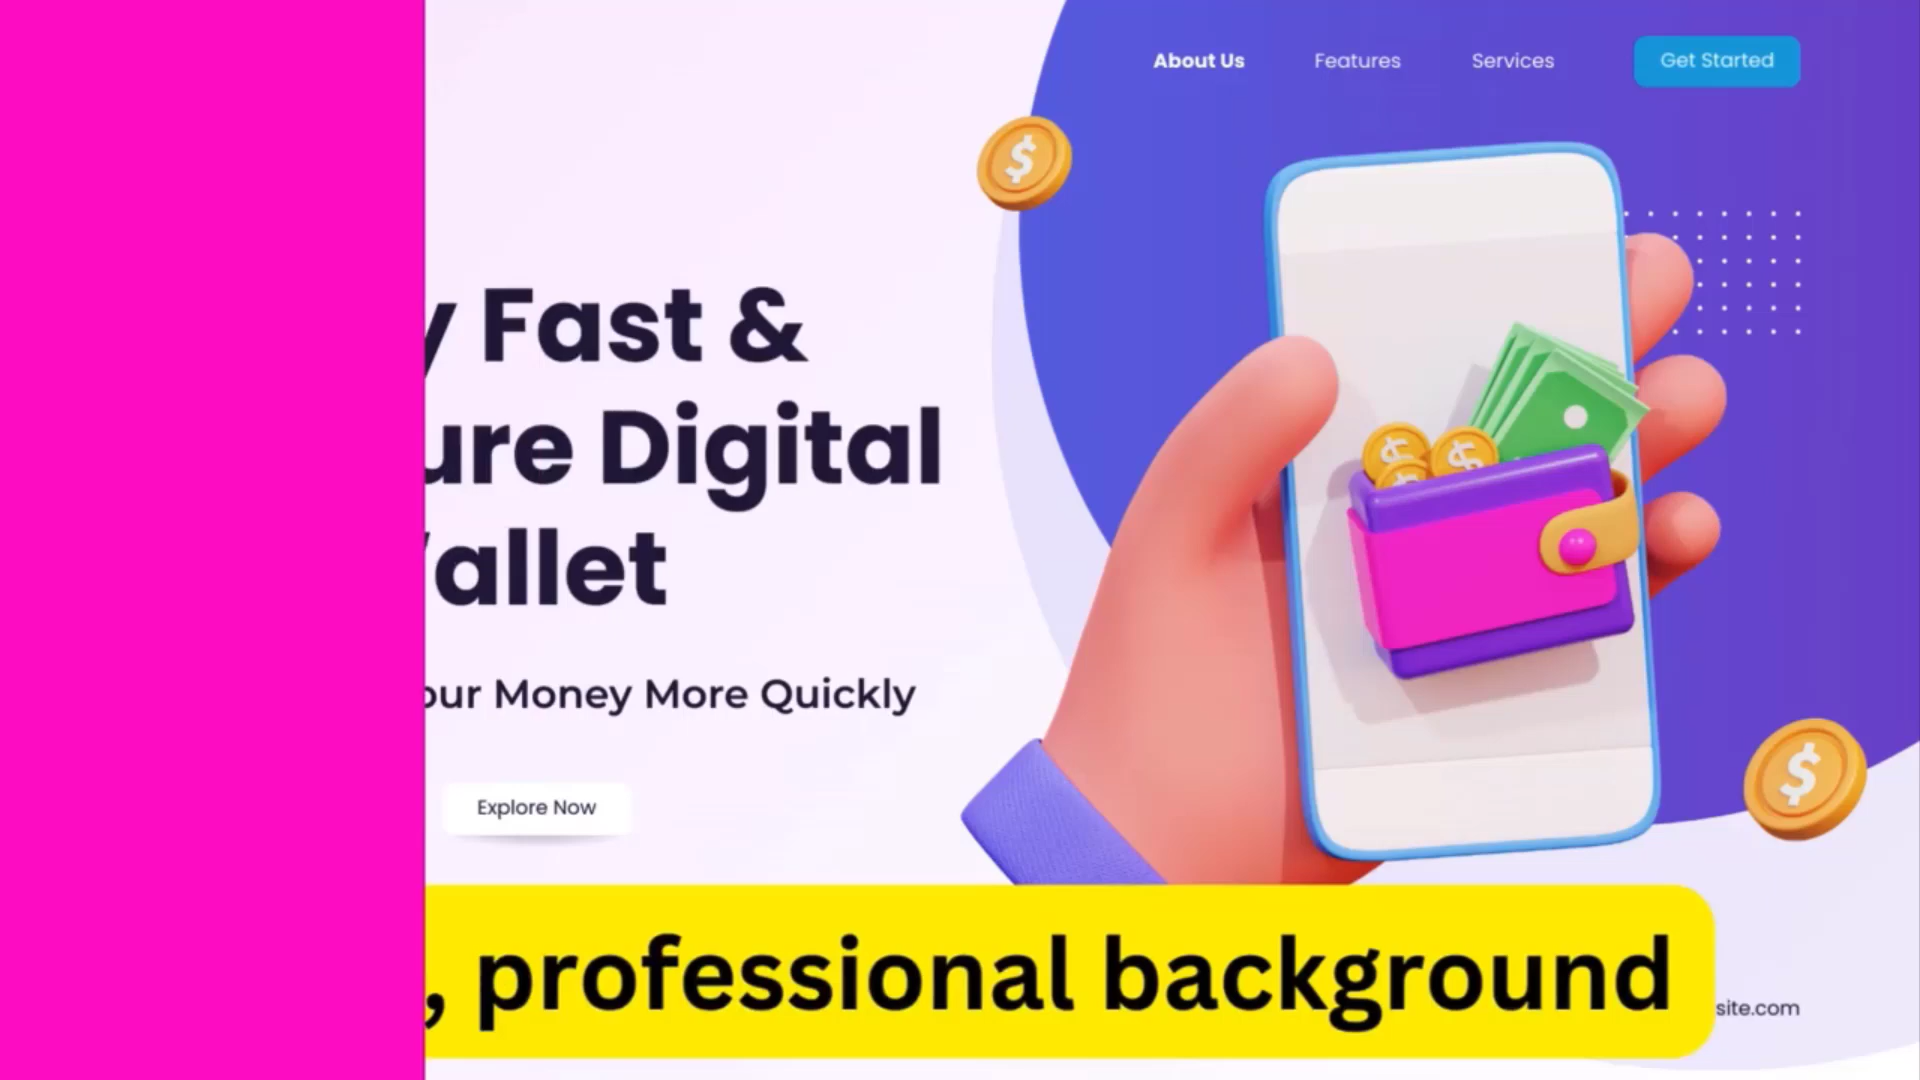 About Us Features Services Get Started
y Fast &
ure Digital
allet
our Money More Quickly
Explore Now
, professional background
site.com